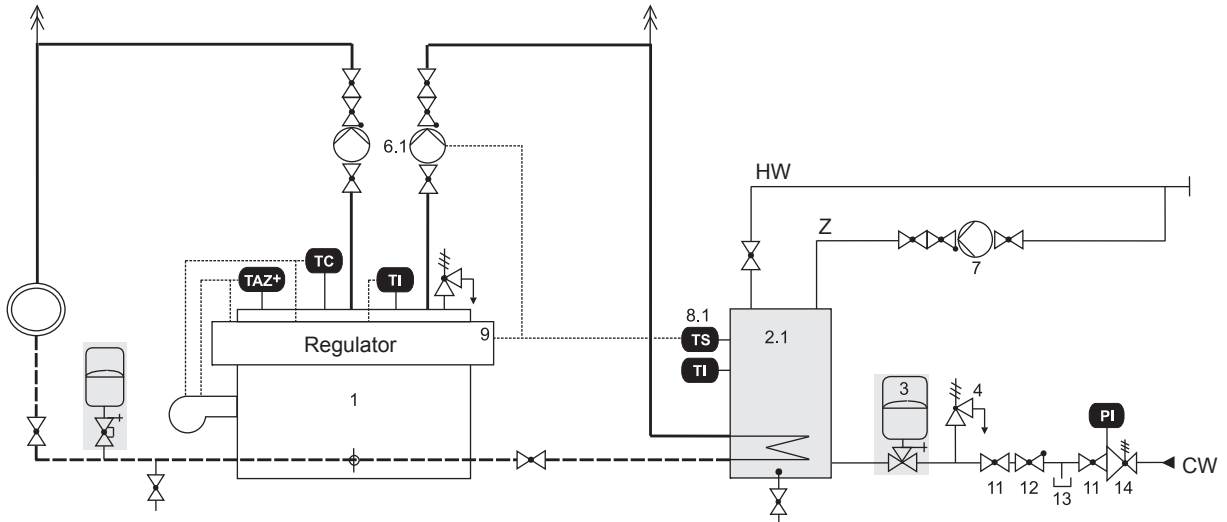 6.1
HW
Z
7
TAZ+
TC
TI
9
Regulator
1
8.1
TS
TI
2.1
3
4
PI
CW
11
12
13
11
14